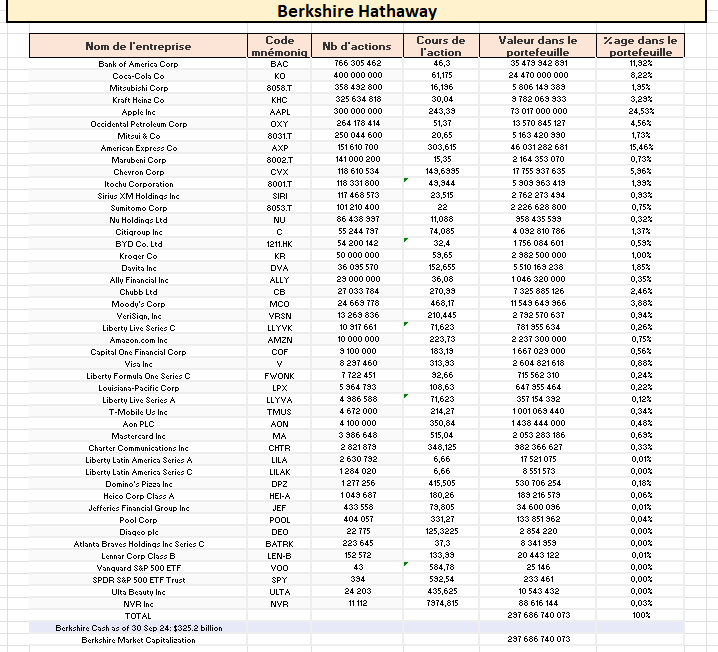 Berkshire Hathaway
Nom de l'entreprise Code mnémoniq Nb d'actions Cours de l'action Valeur dans le portefeuille %age dans le portefeuille
Bank of America Corp BAC 766 305 462 46,3 35 479 942 891 11,92%
Coca-Cola Co KO 400 000 000 61,175 24 470 000 000 8,22%
Mitsubishi Corp 8058.T 358 492 800 16,196 5 806 149 389 1,95%
Kraft Heinz Co KHC 325 634 818 30,04 9 782 069 933 3,29%
Apple Inc AAPL 300 000 000 243,39 73 017 000 000 24,53%
Occidental Petroleum Corp OXY 264 178 414 51,37 13 570 845 127 4,56%
Mitsui & Co 8031.T 250 044 600 20,65 5 163 420 990 1,73%
American Express Co AXP 151 610 700 303,615 46 031 282 681 15,46%
Marubeni Corp 8002.T 141 000 200 15,35 2 164 353 070 0,73%
Chevron Corp CVX 118 610 534 149,6995 17 755 937 635 5,96%
Itochu Corporation 8001.T 118 331 800 49,944 5 909 963 419 1,99%
Sirius XM Holdings Inc SIRI 117 468 573 23,515 2 762 273 494 0,93%
Sumitomo Corp 8053.T 101 210 400 22 2 226 628 800 0,75%
Nu Holdings Ltd NU 86 438 997 11,088 958 435 599 0,32%
Citigroup Inc C 55 244 797 74,085 4 092 810 786 1,37%
BYD Co. Ltd 1211.HK 54 200 142 32,4 1 756 084 601 0,59%
Kroger Co KR 50 000 000 59,65 2 982 500 000 1,00%
Davita Inc DVA 36 095 570 152,655 5 510 169 238 1,85%
Ally Financial Inc ALLY 29 000 000 36,08 1 046 320 000 0,35%
Chubb Ltd CB 27 033 784 270,99 7 325 885 126 2,46%
Moody's Corp MCO 24 669 778 468,17 11 549 649 966 3,88%
VeriSign, Inc VRSN 13 269 836 210,445 2 792 570 637 0,94%
Liberty Live Series C LLYVK 10 917 661 71,623 781 955 634 0,26%
Amazon.com Inc AMZN 10 000 000 223,73 2 237 300 000 0,75%
Capital One Financial Corp COF 9 100 000 183,19 1 667 029 000 0,56%
Visa Inc V 8 297 460 313,93 2 604 821 618 0,88%
Liberty Formula One Series C FWONK 7 722 451 92,66 715 562 310 0,24%
Louisiana-Pacific Corp LPX 5 964 793 108,63 647 955 464 0,22%
Liberty Live Series A LLYVA 4 986 588 71,623 357 154 392 0,12%
T-Mobile Us Inc TMUS 4 672 000 214,27 1 001 069 440 0,34%
Aon PLC AON 4 100 000 350,84 1 438 444 000 0,48%
Mastercard Inc MA 3 986 648 515,04 2 053 283 186 0,69%
Charter Communications Inc CHTR 2 821 879 348,125 982 366 627 0,33%
Liberty Latin America Series A LILA 2 630 792 6,66 17 521 075 0,01%
Liberty Latin America Series C LILAK 1 284 020 6,66 8 551 573 0,00%
Domino's Pizza Inc DPZ 1 277 256 415,505 530 706 254 0,18%
Heico Corp Class A HEI-A 1 049 687 180,26 189 216 579 0,06%
Jefferies Financial Group Inc JEF 433 558 79,805 34 600 096 0,01%
Pool Corp POOL 404 057 331,27 133 851 962 0,04%
Diageo plc DEO 22 775 125,3225 2 854 220 0,00%
Atlanta Braves Holdings Inc Series C BATRK 223 645 37,3 8 341 959 0,00%
Lennar Corp Class B LEN-B 152 572 133,99 20 443 122 0,01%
Vanguard S&P 500 ETF VOO 43 584,78 25 146 0,00%
SPDR S&P 500 ETF Trust SPY 394 592,54 233 461 0,00%
Ulta Beauty Inc ULTA 24 203 435,625 10 543 432 0,00%
NVR Inc NVR 11 112 7974,815 88 616 144 0,03%
TOTAL 297 686 740 073 100%
Berkshire Cash as of 30 Sep 24: $325.2 billion
Berkshire Market Capitalization 297 686 740 073